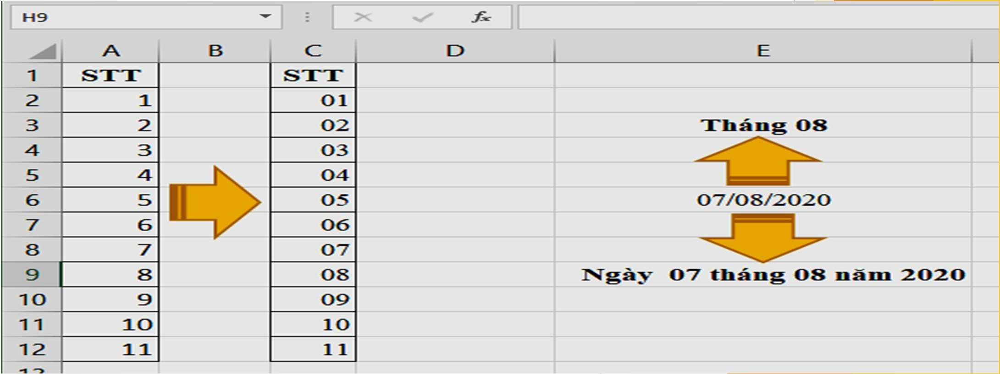 H9 fx
A B C D E
1 STT STT
2 1 01
3 2 02 Tháng 08
4 3 03
5 4 04
6 5 05 07/08/2020
7 6 06
8 7 07
9 8 08 Ngày 07 tháng 08 năm 2020
10 9 09
11 10 10
12 11 11